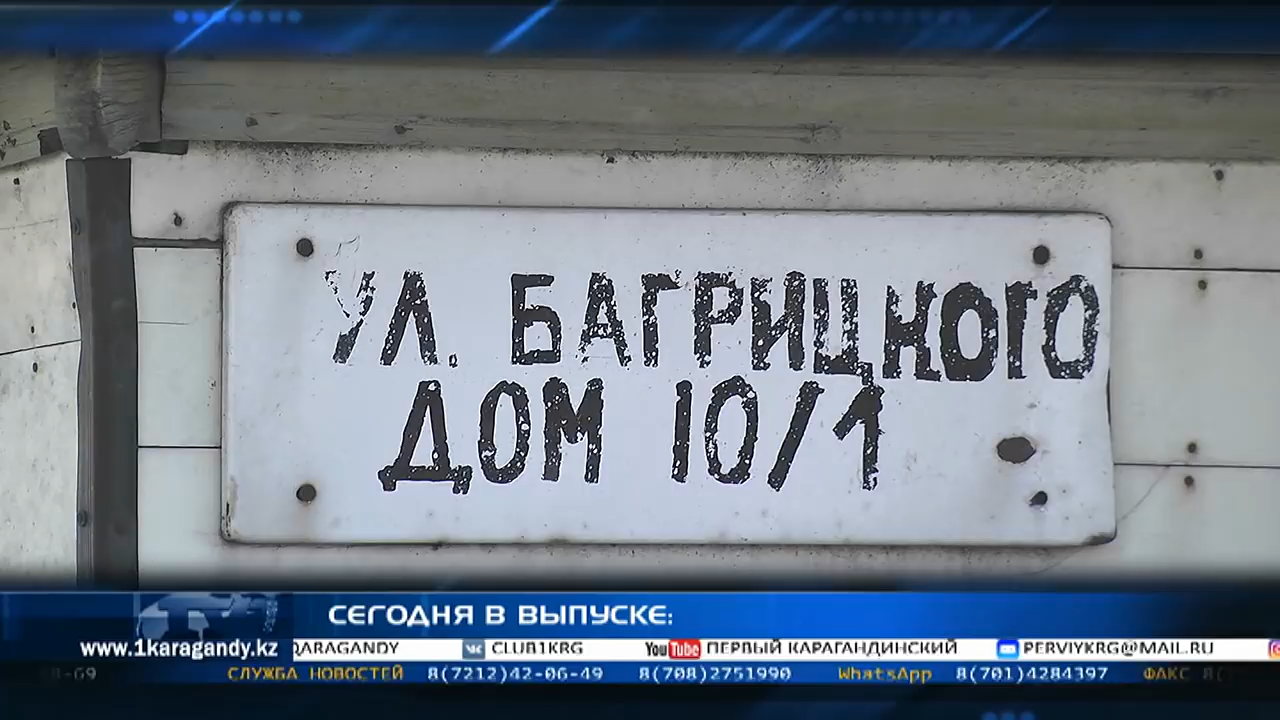 УЛ. БАГРИЦКОГО
ДОМ 10/1
СЕГОДНЯ В ВЫПУСКЕ:
www.1karagandy.kz QARAGANDY CLUB1KRG YouTube ПЕРВЫЙ КАРАГАНДИНСКИЙ PERVIYKRG@MAIL.RU
СЛУЖБА НОВОСТЕЙ 8(7212)42-06-49 8(708)2751990 WhatsApp 8(701)4284397 ФАКС